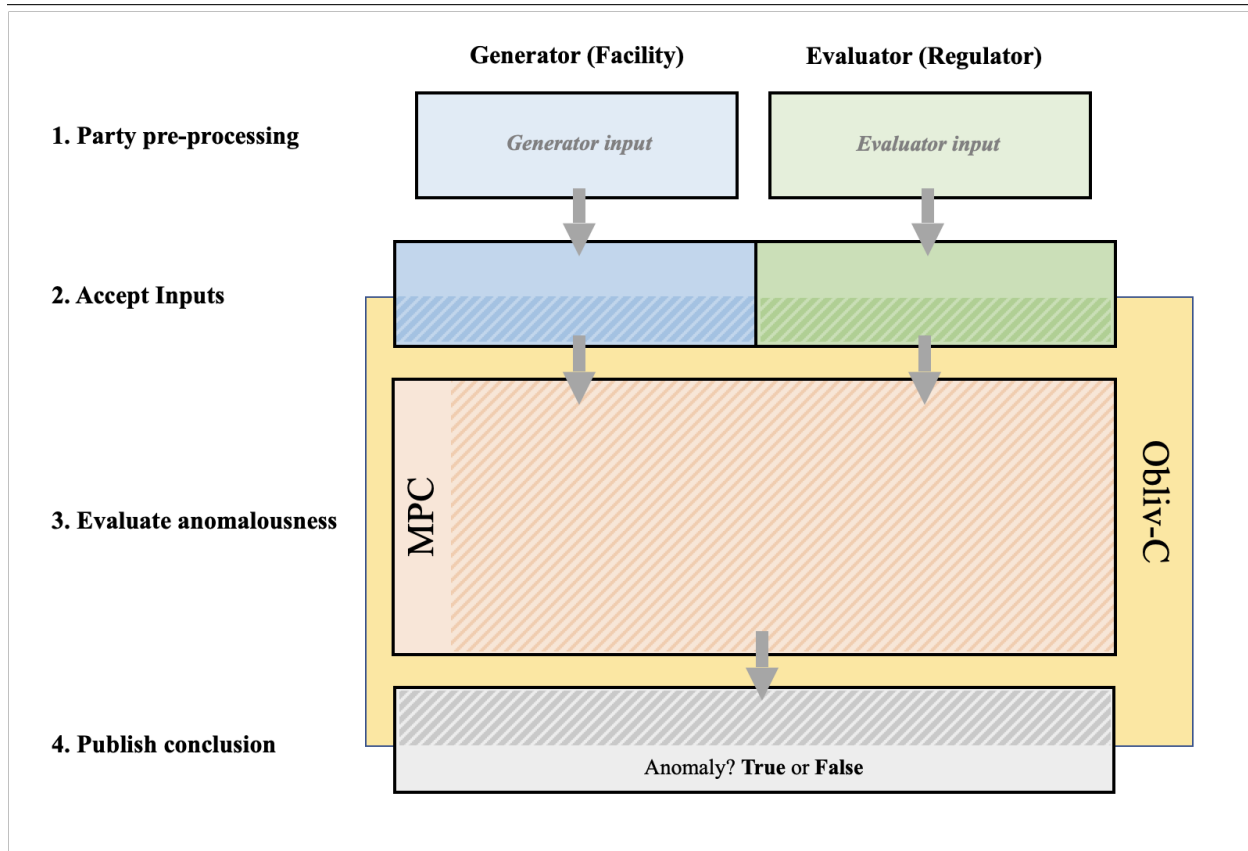 Generator (Facility)
Evaluator (Regulator)
1. Party pre-processing
Generator input
Evaluator input
2. Accept Inputs
3. Evaluate anomalousness
MPC
Obliv-C
4. Publish conclusion
Anomaly? True or False